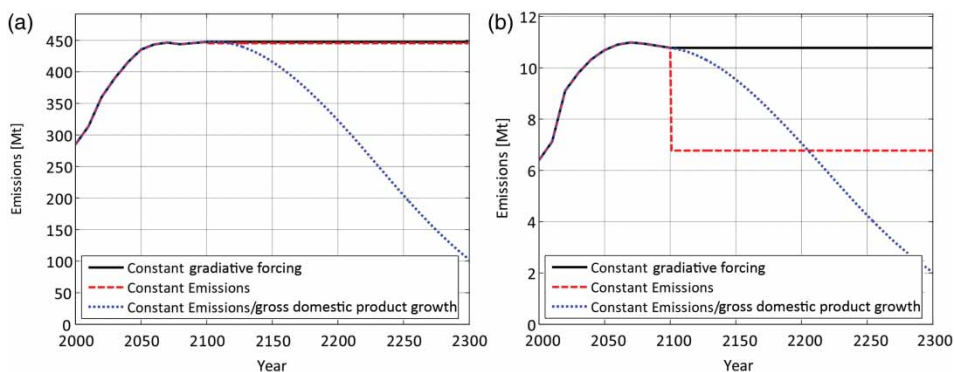 (a)
450
400
350
300
250
200
150
100
50
0
Emissions [Mt]
Constant gradiative forcing
Constant Emissions
Constant Emissions/gross domestic product growth
2000 2050 2100 2150 2200 2250 2300
Year
(b)
12
10
8
6
4
2
0
Emissions [Mt]
Constant gradiative forcing
Constant Emissions
Constant Emissions/gross domestic product growth
2000 2050 2100 2150 2200 2250 2300
Year